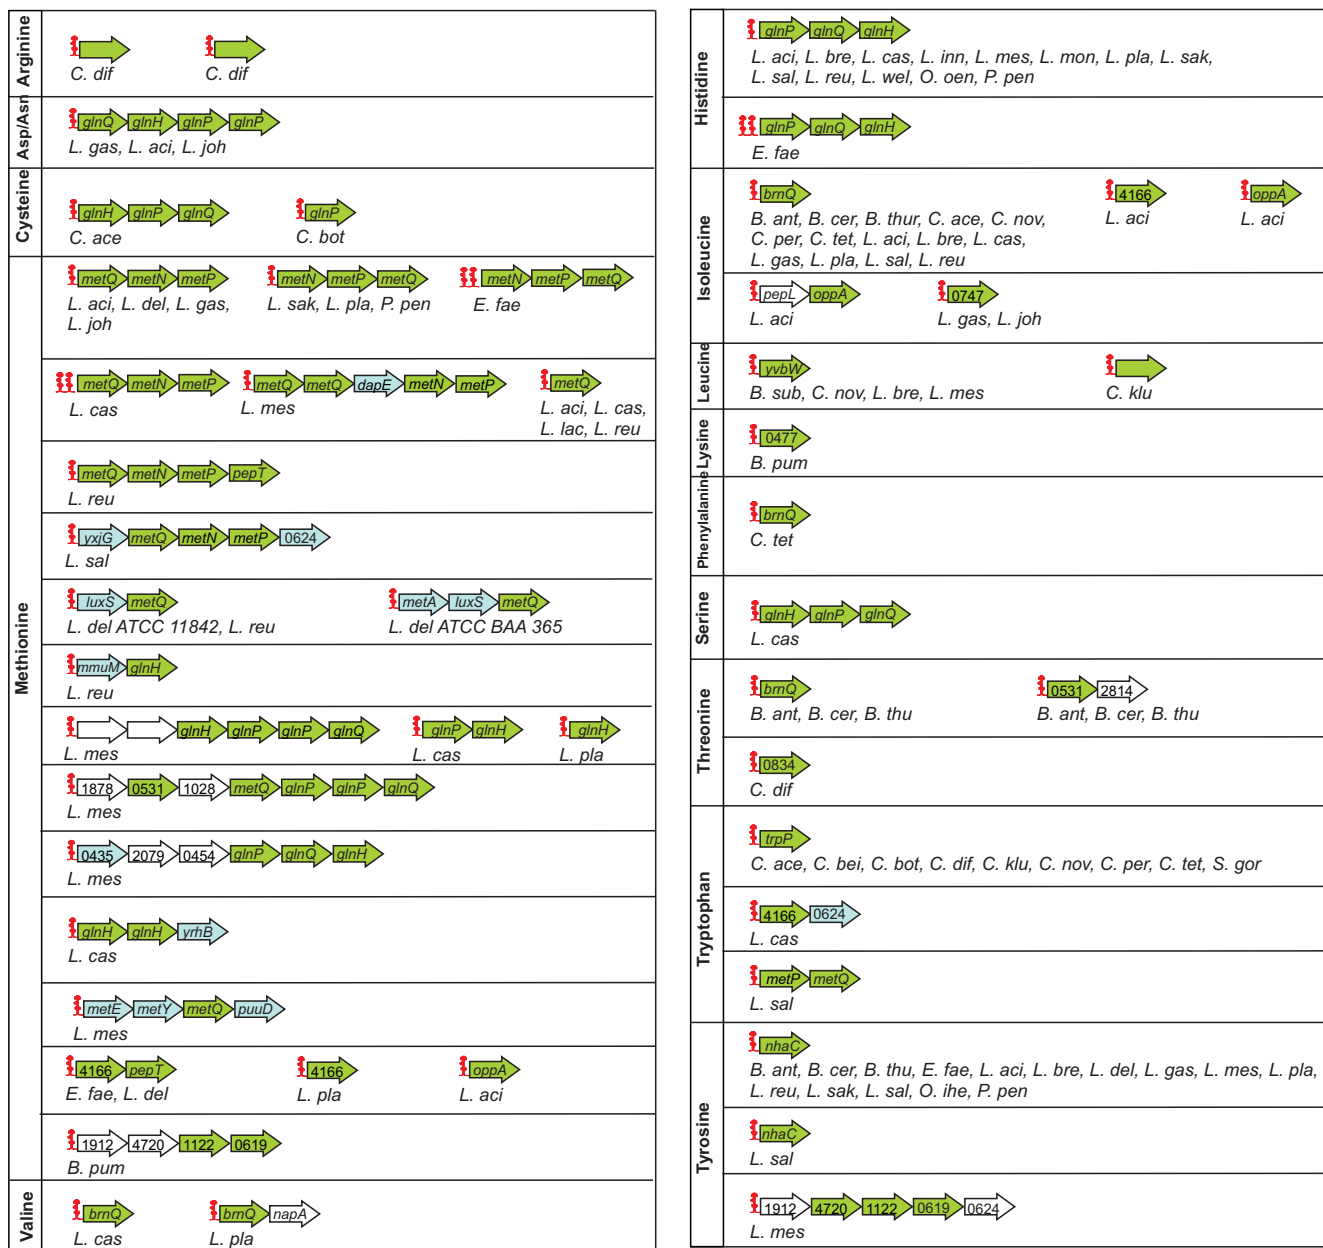 Arginine
C. dif
C. dif
Asp/Asn
glnQ glnH glnP glnP
L. gas, L. aci, L. joh
Cysteine
glnH glnP glnQ
C. ace
glnP
C. bot
Methionine
metQ metN metP
L. aci, L. del, L. gas,
L. joh
metN metP metQ
L. sak, L. pla, P. pen
metN metP metQ
E. fae
metQ metN metP
L. cas
metQ metQ dapE metN metP
L. mes
metQ
L. aci, L. cas,
L. lac, L. reu
metQ metN metP pepT
L. reu
yxjG metQ metN metP 0624
L. sal
luxS metQ
L. del ATCC 11842, L. reu
metA luxS metQ
L. del ATCC BAA 365
mmuM glnH
L. reu
glnH glnP glnP glnQ
L. mes
glnP glnH
L. cas
glnH
L. pla
1878 0531 1028 metQ glnP glnP glnQ
L. mes
0435 2079 0454 glnP glnQ glnH
L. mes
glnH glnH yrhB
L. cas
metE metY metQ puuD
L. mes
4166 pepT
E. fae, L. del
4166
L. pla
oppA
L. aci
1912 4720 1122 0619
B. pum
Valine
brnQ
L. cas
brnQ napA
L. pla
Histidine
glnP glnQ glnH
L. aci, L. bre, L. cas, L. inn, L. mes, L. mon, L. pla, L. sak,
L. sal, L. reu, L. wel, O. oen, P. pen
glnP glnQ glnH
E. fae
Isoleucine
brnQ
B. ant, B. cer, B. thur, C. ace, C. nov,
C. per, C. tet, L. aci, L. bre, L. cas,
L. gas, L. pla, L. sal, L. reu
4166
L. aci
oppA
L. aci
pepL oppA
L. aci
0747
L. gas, L. joh
Leucine
yvbW
B. sub, C. nov, L. bre, L. mes
C. klu
Lysine
0477
B. pum
Phenylalanine
brnQ
C. tet
Serine
glnH glnP glnQ
L. cas
Threonine
brnQ
B. ant, B. cer, B. thu
0531 2814
B. ant, B. cer, B. thu
0834
C. dif
Tryptophan
trpP
C. ace, C. bei, C. bot, C. dif, C. klu, C. nov, C. per, C. tet, S. gor
4166 0624
L. cas
metP metQ
L. sal
Tyrosine
nhaC
B. ant, B. cer, B. thu, E. fae, L. aci, L. bre, L. del, L. gas, L. mes, L. pla,
L. reu, L. sak, L. sal, O. ihe, P. pen
nhaC
L. sal
1912 4720 1122 0619 0624
L. mes